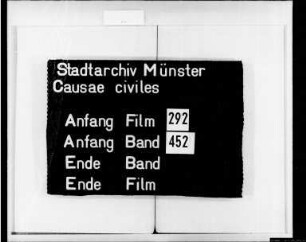 Stadtarchiv Münster
Causae civiles
Anfang Film 292
Anfang Band 452
Ende Band
Ende Film